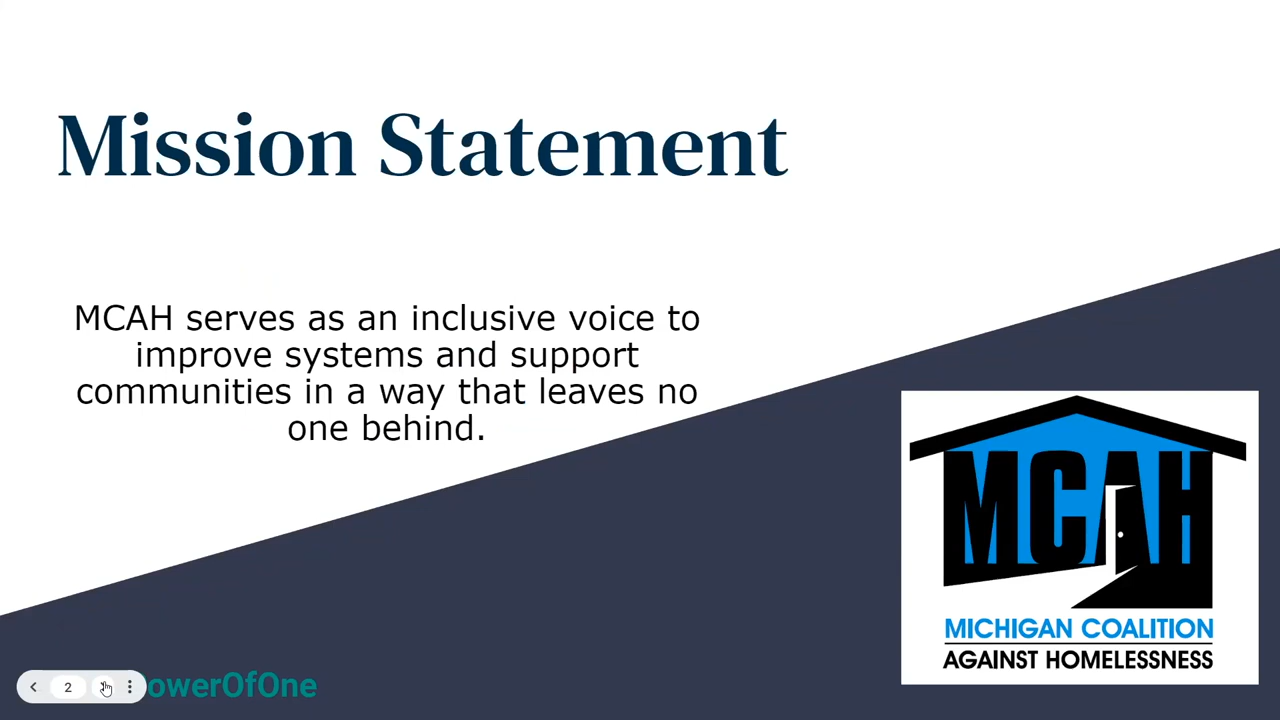 Mission Statement
MCAH serves as an inclusive voice to
improve systems and support
communities in a way that leaves no
one behind.
MCAH
MICHIGAN COALITION
AGAINST HOMELESSNESS
2
owerOfOne